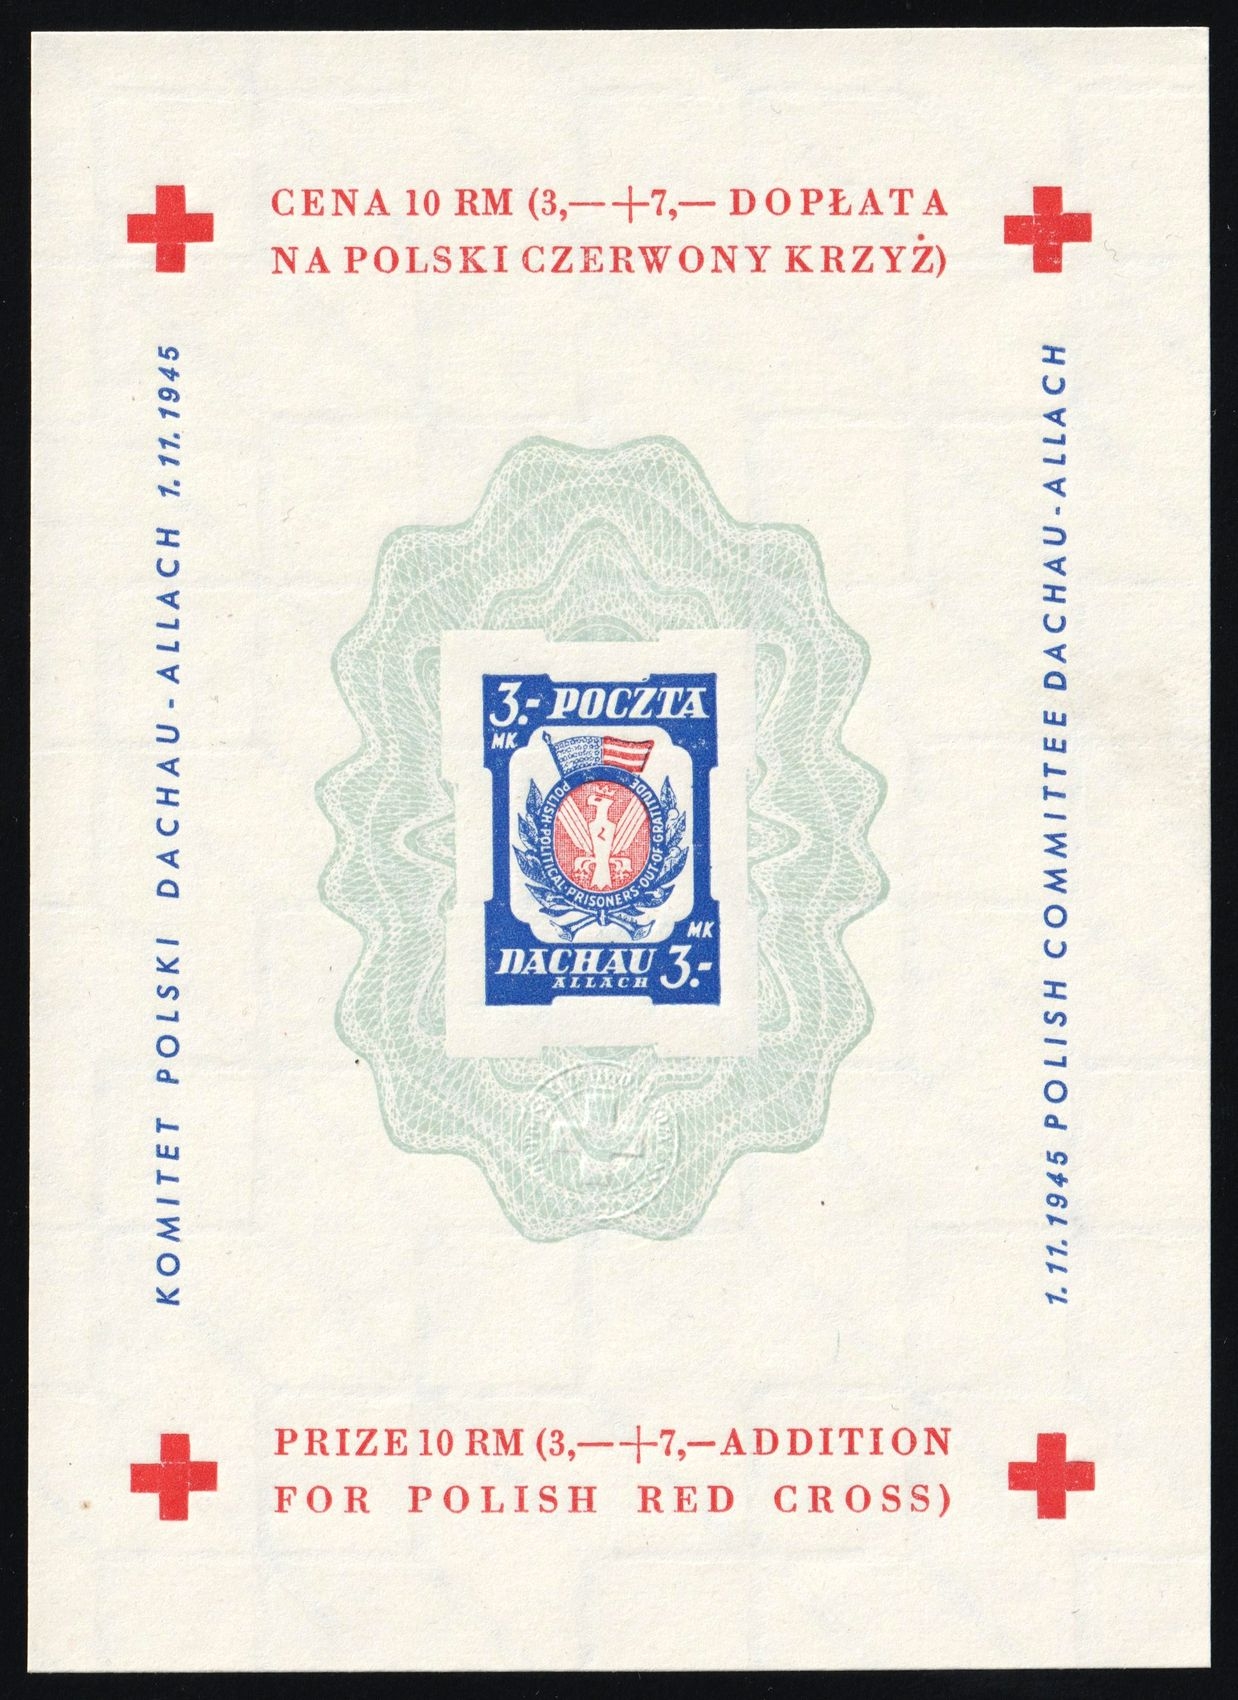 CENA 10 RM (3,—+7,— DOPŁATA
NA POLSKI CZERWONY KRZYŻ)
KOMITET POLSKI DACHAU-ALLACH 1.11.1945
3.- POCZTA
MK
POLISH·POLITICAL·PRISONERS·OUT·OF·GRATITUDE
MK
DACHAU 3.-
ALLACH
1.11.1945 POLISH COMMITTEE DACHAU-ALLACH
PRIZE 10 RM (3,—+7,—ADDITION
FOR POLISH RED CROSS)